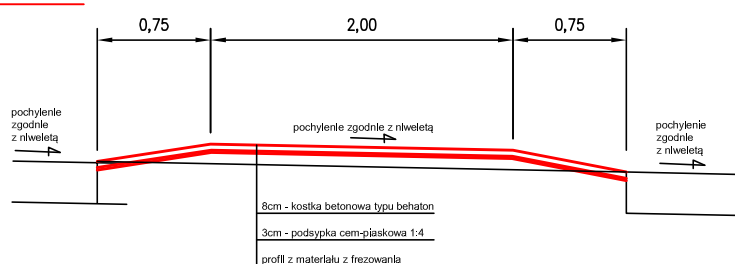 0,75 2,00 0,75
pochylenie
zgodnie
z niweletą
pochylenie zgodnie z niweletą
pochylenie
zgodnie
z niweletą
8cm - kostka betonowa typu behaton
3cm - podsypka cem-piaskowa 1:4
profil z materiału z frezowania